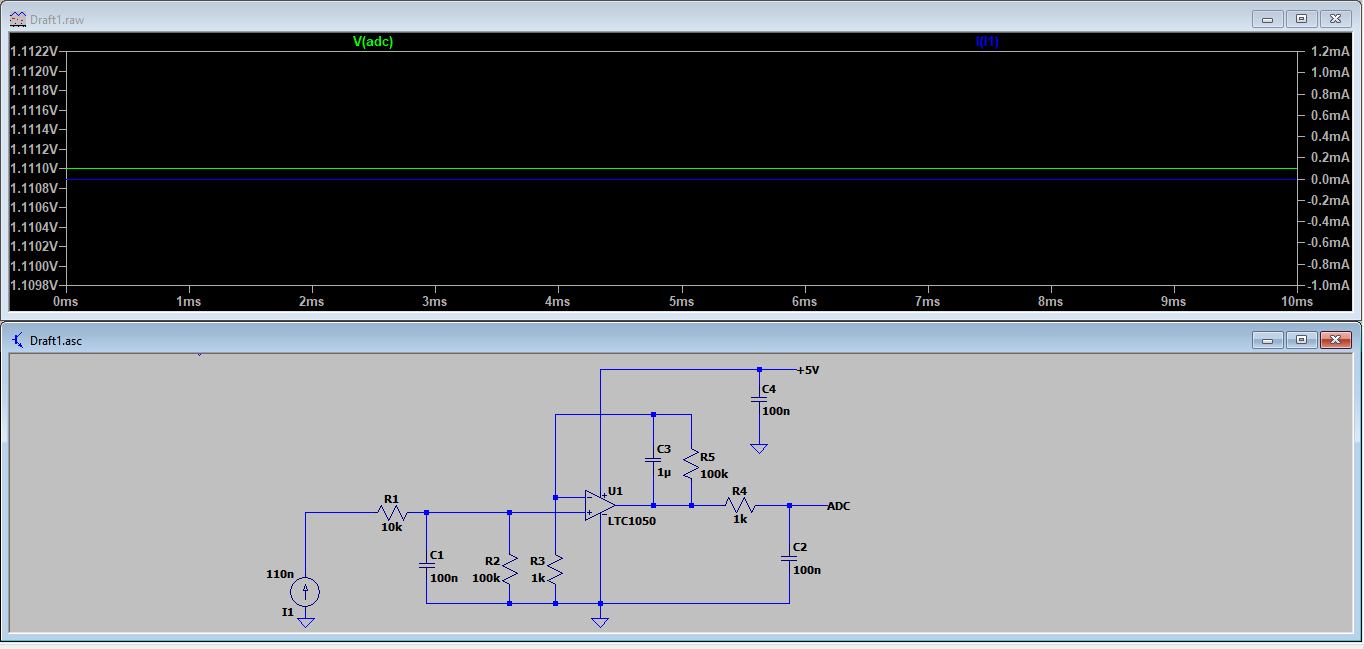 Draft1.raw
V(adc) I(I1)
1.1122V 1.2mA
1.1120V 1.0mA
1.1118V 0.8mA
1.1116V 0.6mA
1.1114V 0.4mA
1.1112V 0.2mA
1.1110V 0.0mA
1.1108V -0.2mA
1.1106V -0.4mA
1.1104V -0.6mA
1.1102V -0.8mA
1.1100V -1.0mA
1.1098V
0ms 1ms 2ms 3ms 4ms 5ms 6ms 7ms 8ms 9ms 10ms
Draft1.asc
+5V
C4
100n
C3
1µ
R5
100k
U1
LTC1050
R4
1k
ADC
R1
10k
C1
100n
R2
100k
R3
1k
C2
100n
110n
I1